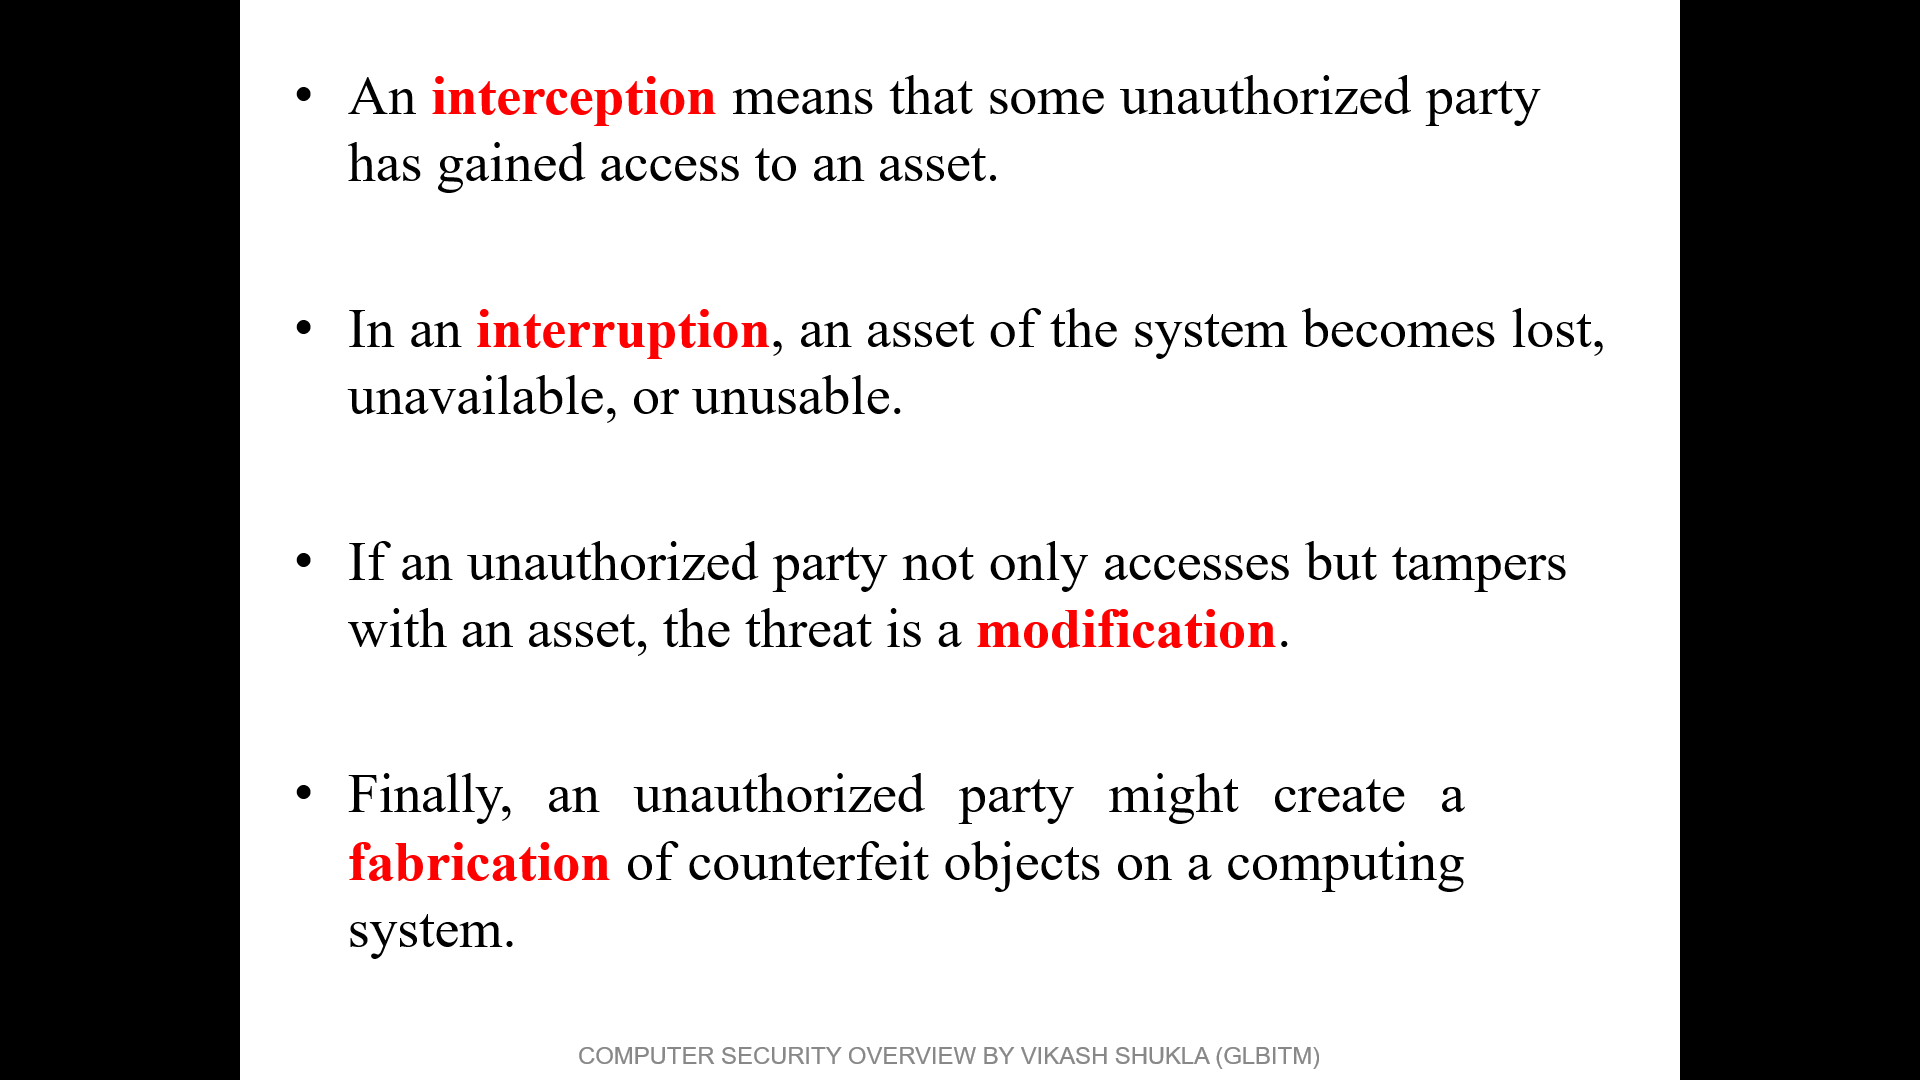 • An interception means that some unauthorized party
has gained access to an asset.
• In an interruption, an asset of the system becomes lost,
unavailable, or unusable.
• If an unauthorized party not only accesses but tampers
with an asset, the threat is a modification.
• Finally, an unauthorized party might create a
fabrication of counterfeit objects on a computing
system.
COMPUTER SECURITY OVERVIEW BY VIKASH SHUKLA (GLBITM)